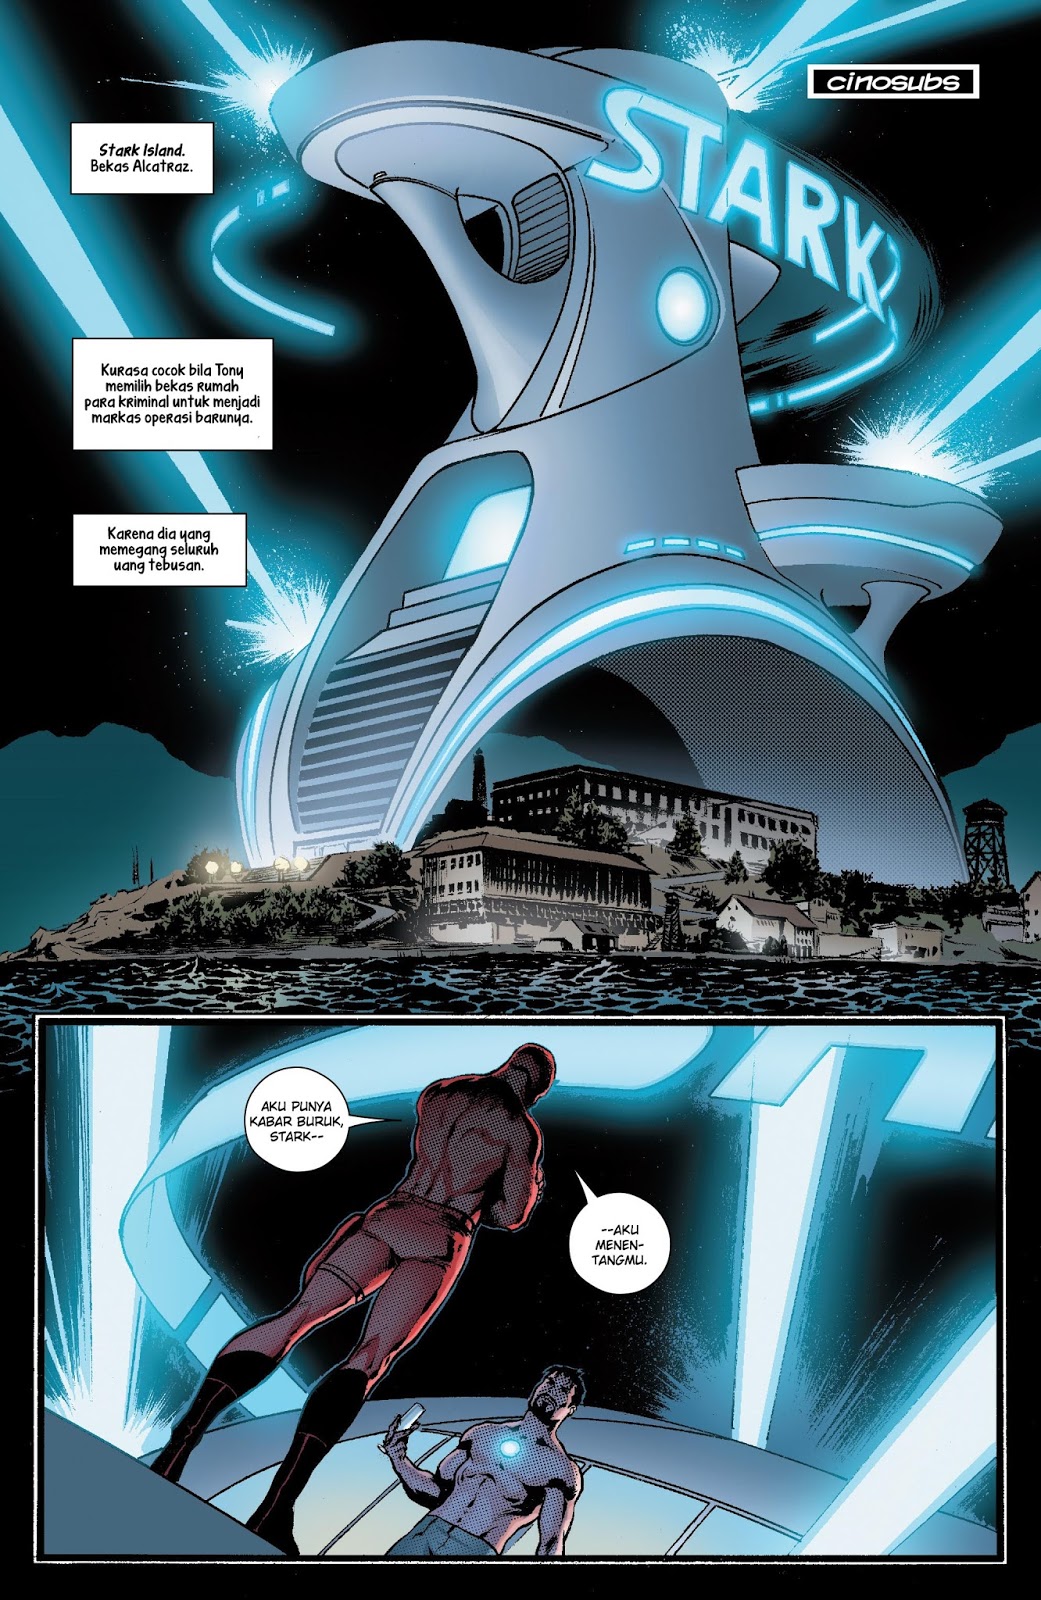 cinosubs
STARK
Stark Island.
Bekas Alcatraz.
Kurasa cocok bila Tony
memilih bekas rumah
para kriminal untuk menjadi
markas operasi barunya.
Karena dia yang
memegang seluruh
uang tebusan.
AKU PUNYA
KABAR BURUK,
STARK--
--AKU
MENEN-
TANGMU.